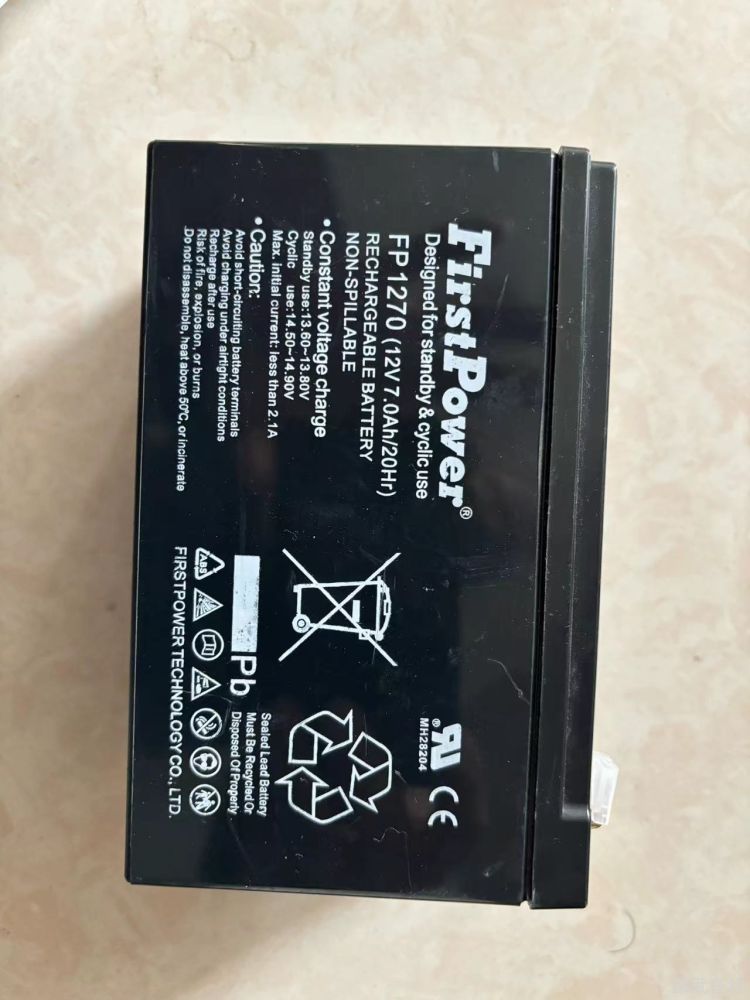 FirstPower®
Designed for standby & cyclic use
FP 1270 (12V 7.0Ah/20Hr)
RECHARGEABLE BATTERY
NON-SPILLABLE
• Constant voltage charge
Standby use:13.60~13.80V
Cyclic use:14.50~14.90V
Max. initial current: less than 2.1A
• Caution:
Avoid short-circuiting battery terminals
Avoid charging under airtight conditions
Recharge after use
Risk of fire, explosion, or burns
Do not disassemble, heat above 50°C, or incinerate
RU®
MH28204
CE
Pb
Sealed Lead Battery
Must Be Recycled Or
Disposed Of Properly
ABS
FIRSTPOWER TECHNOLOGY CO., LTD.